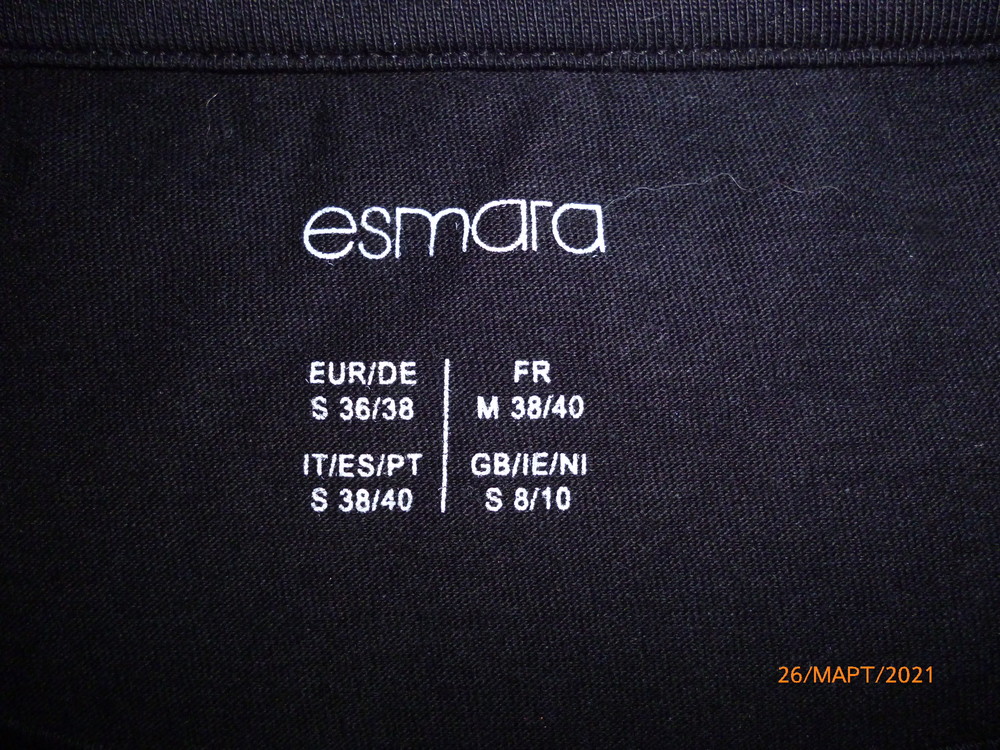 esmara
EUR/DE
S 36/38
FR
M 38/40
IT/ES/PT
S 38/40
GB/IE/NI
S 8/10
26/МАРТ/2021